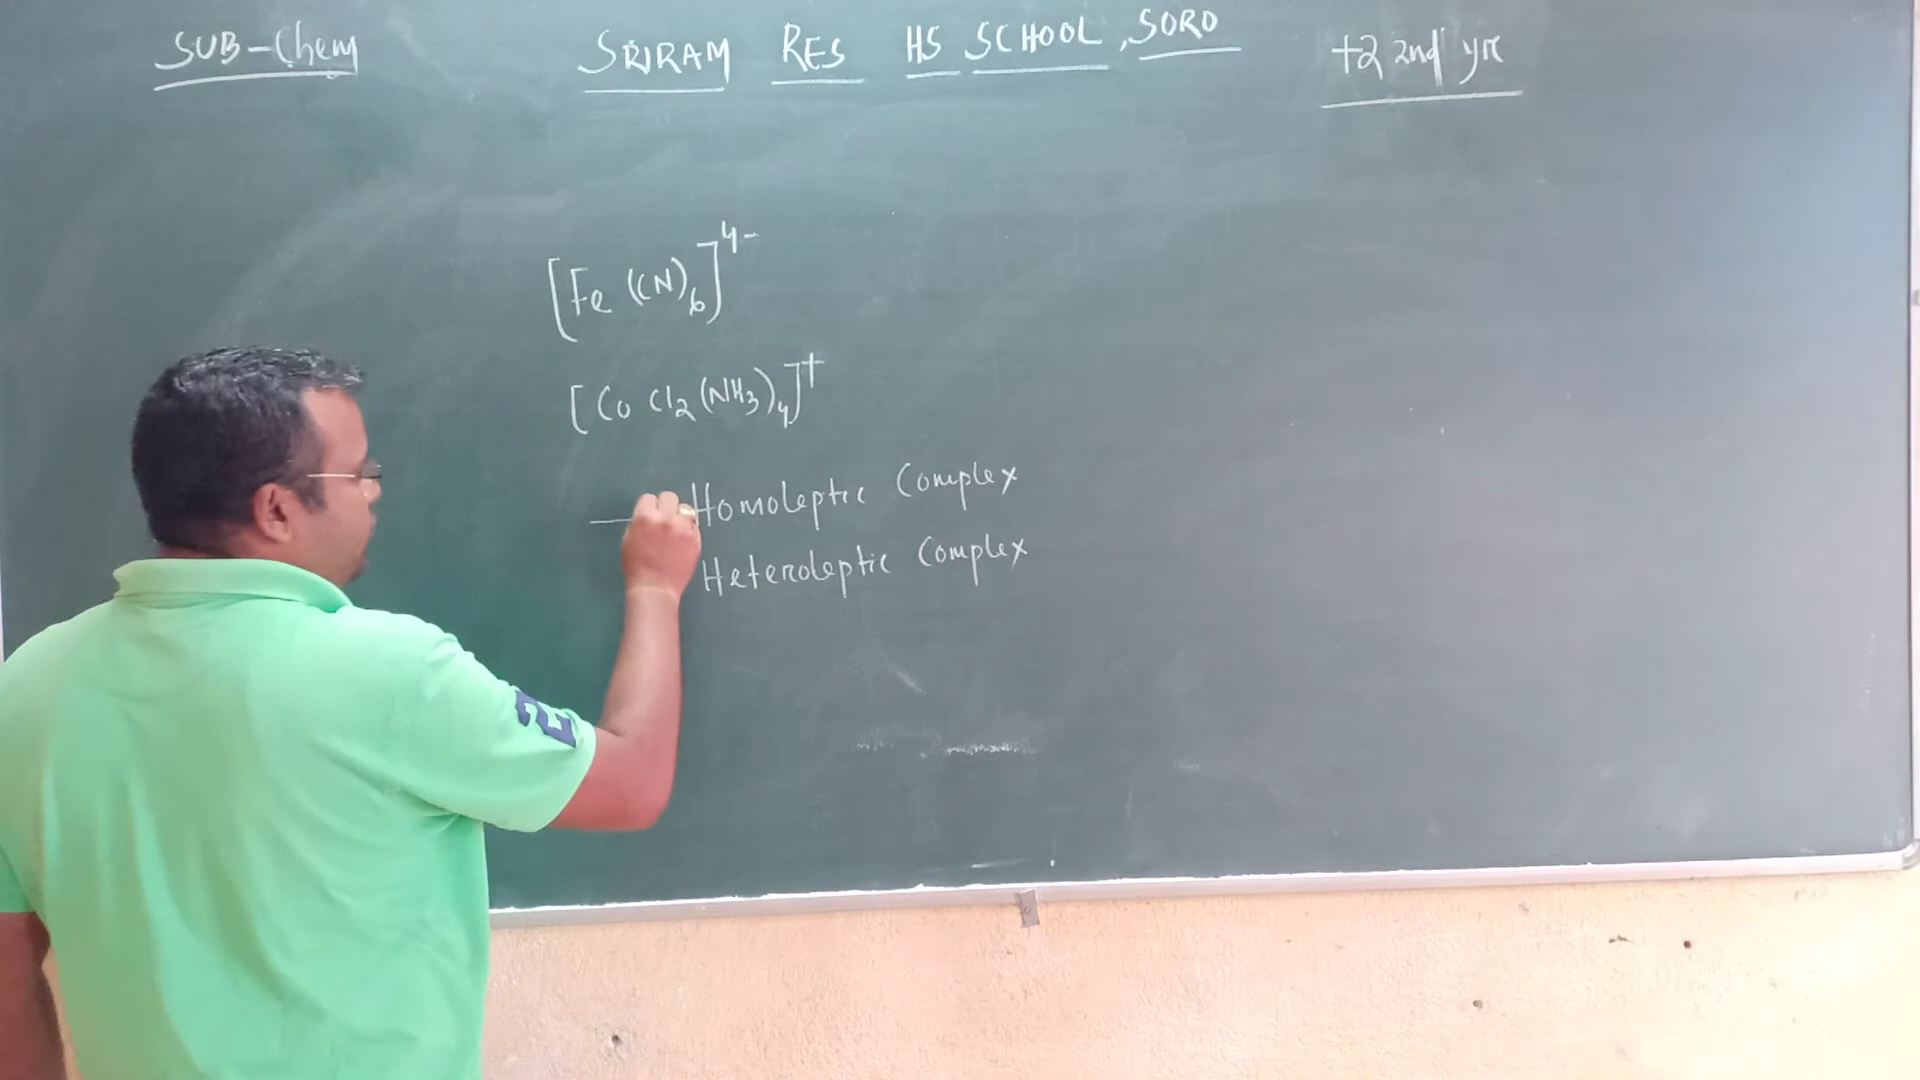 SUB-Chem SRIRAM RES HS SCHOOL, SORO +2 2nd yr
[Fe (CN)6]4-
[Co Cl2 (NH3)4]+
Homoleptic Complex
Heteroleptic Complex
2